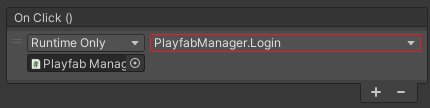 On Click ()
Runtime Only PlayfabManager.Login
Playfab Manag
+ −